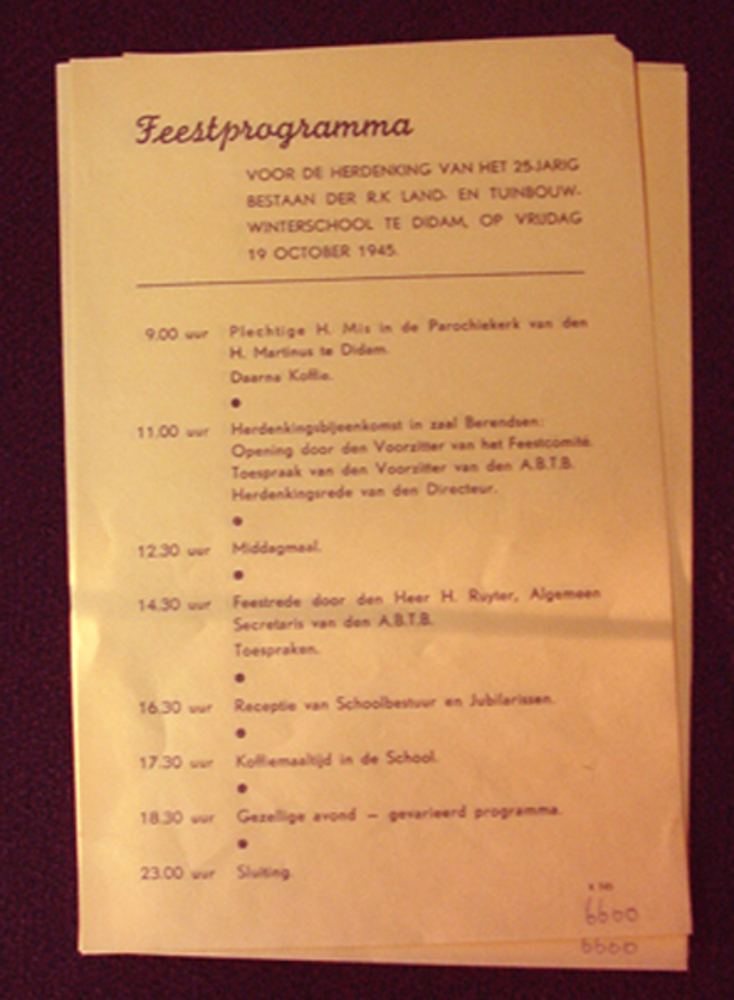 Feestprogramma
VOOR DE HERDENKING VAN HET 25-JARIG
BESTAAN DER R.K LAND- EN TUINBOUW-
WINTERSCHOOL TE DIDAM, OP VRIJDAG
19 OCTOBER 1945.
9.00 uur Plechtige H. Mis in de Parochiekerk van den
H. Martinus te Didam.
Daarna Koffie.
●
11.00 uur Herdenkingsbijeenkomst in zaal Berendsen:
Opening door den Voorzitter van het Feestcomité.
Toespraak van den Voorzitter van den A.B.T.B.
Herdenkingsrede van den Directeur.
●
12.30 uur Middagmaal.
●
14.30 uur Feestrede door den Heer H. Ruyter, Algemeen
Secretaris van den A.B.T.B.
Toespraken.
●
16.30 uur Receptie van Schoolbestuur en Jubilarissen.
●
17.30 uur Koffiemaaltijd in de School.
●
18.30 uur Gezellige avond – gevarieerd programma.
●
23.00 uur Sluiting.
6600
6600